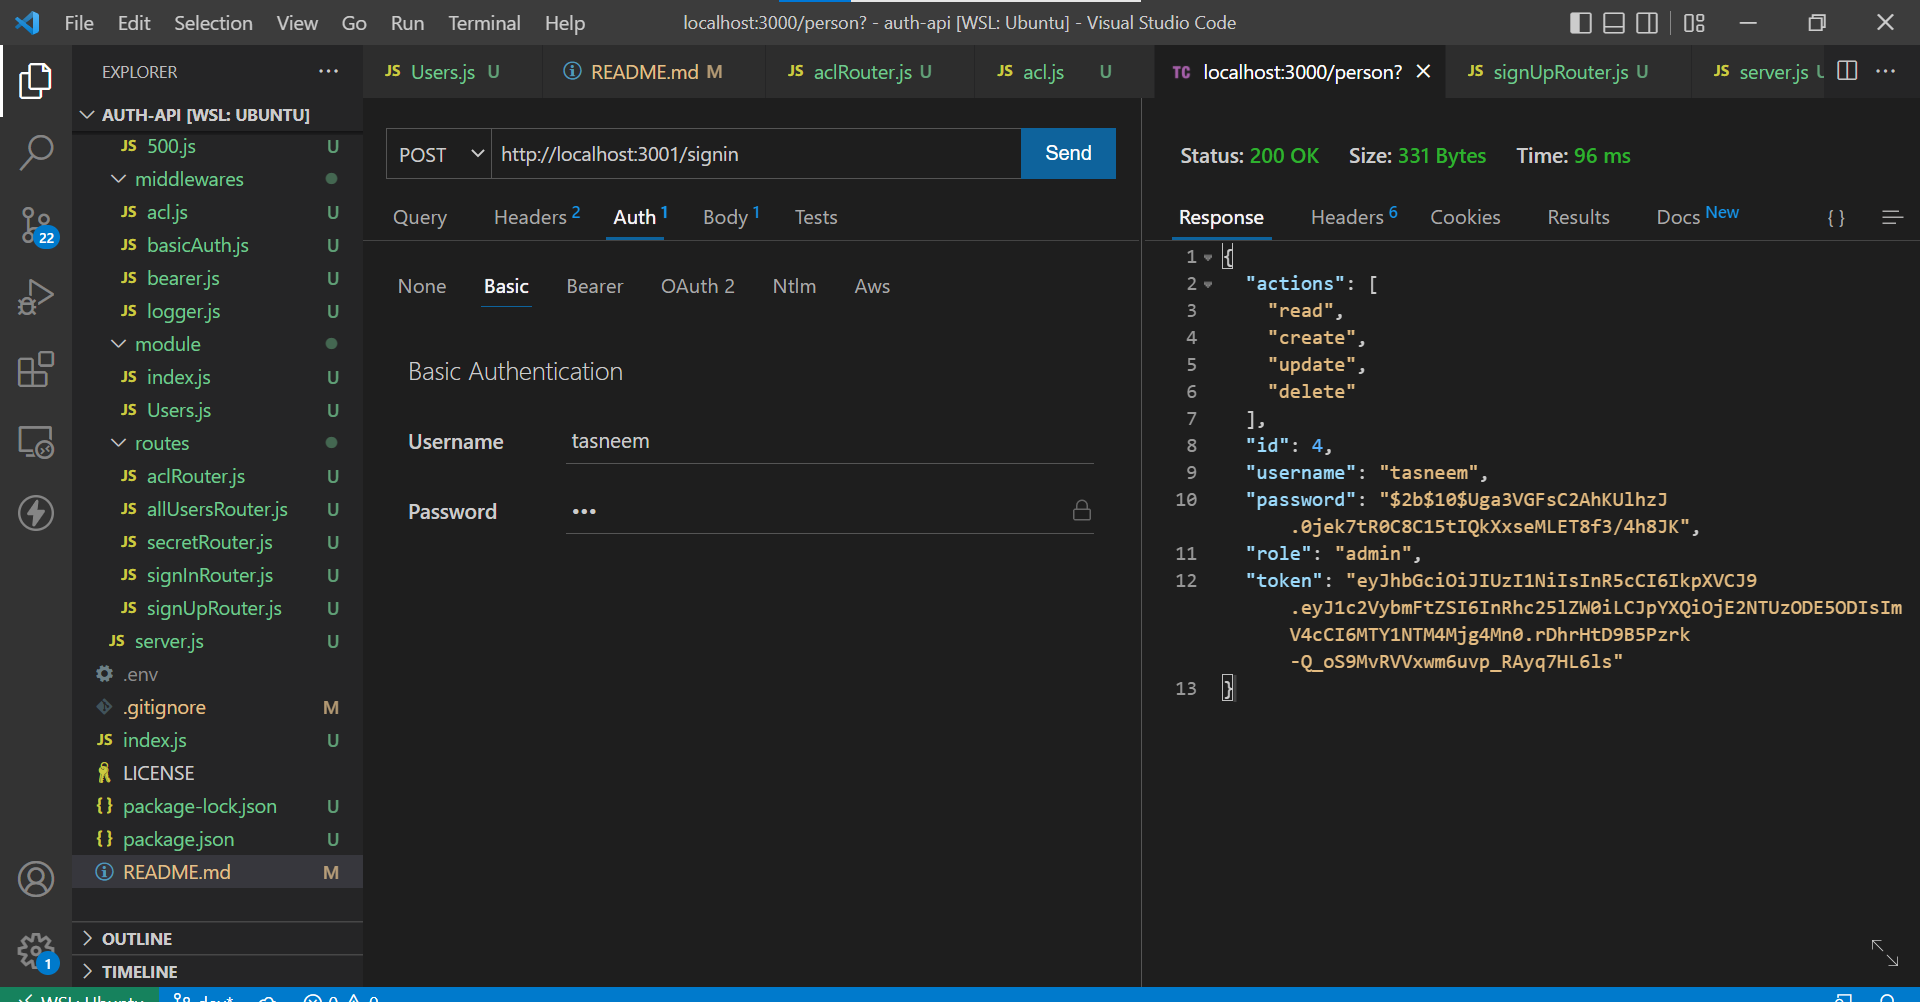 File Edit Selection View Go Run Terminal Help
localhost:3000/person? - auth-api [WSL: Ubuntu] - Visual Studio Code
EXPLORER
AUTH-API [WSL: UBUNTU]
JS 500.js U
middlewares
JS acl.js U
JS basicAuth.js U
JS bearer.js U
JS logger.js U
module
JS index.js U
JS Users.js U
routes
JS aclRouter.js U
JS allUsersRouter.js U
JS secretRouter.js U
JS signInRouter.js U
JS signUpRouter.js U
JS server.js U
.env
.gitignore M
JS index.js U
LICENSE
{} package-lock.json U
{} package.json U
README.md M
OUTLINE
TIMELINE
22
1
JS Users.js U
README.md M
JS aclRouter.js U
JS acl.js U
TC localhost:3000/person?
JS signUpRouter.js U
JS server.js U
POST http://localhost:3001/signin Send
Query Headers 2 Auth 1 Body 1 Tests
None Basic Bearer OAuth 2 Ntlm Aws
Basic Authentication
Username tasneem
Password •••
Status: 200 OK Size: 331 Bytes Time: 96 ms
Response Headers 6 Cookies Results Docs New {}
1 {
2 "actions": [
3 "read",
4 "create",
5 "update",
6 "delete"
7 ],
8 "id": 4,
9 "username": "tasneem",
10 "password": "$2b$10$Uga3VGFsC2AhKUlhzJ
.0jek7tR0C8C15tIQkXxseMLET8f3/4h8JK",
11 "role": "admin",
12 "token": "eyJhbGciOiJIUzI1NiIsInR5cCI6IkpXVCJ9
.eyJ1c2VybmFtZSI6InRhc25lZW0iLCJpYXQiOjE2NTUzODE5ODIsIm
V4cCI6MTY1NTM4Mjg4Mn0.rDhrHtD9B5Pzrk
-Q_oS9MvRVVxwm6uvp_RAyq7HL6ls"
13 }
WSL: Ubuntu dev* 0 0